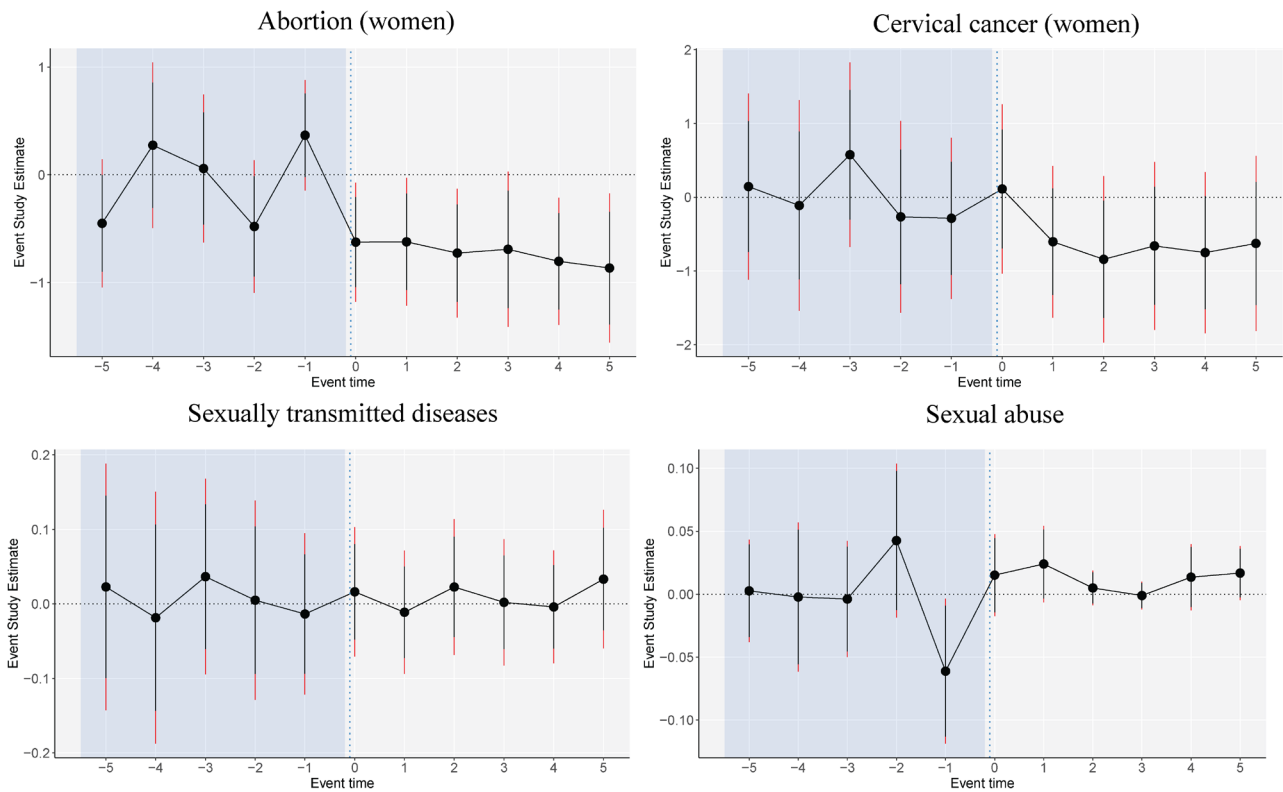 Abortion (women)
Event Study Estimate
1
0
−1
−5 −4 −3 −2 −1 0 1 2 3 4 5
Event time
Cervical cancer (women)
Event Study Estimate
2
1
0
−1
−2
−5 −4 −3 −2 −1 0 1 2 3 4 5
Event time
Sexually transmitted diseases
Event Study Estimate
0.2
0.1
0.0
−0.1
−0.2
−5 −4 −3 −2 −1 0 1 2 3 4 5
Event time
Sexual abuse
Event Study Estimate
0.10
0.05
0.00
−0.05
−0.10
−5 −4 −3 −2 −1 0 1 2 3 4 5
Event time